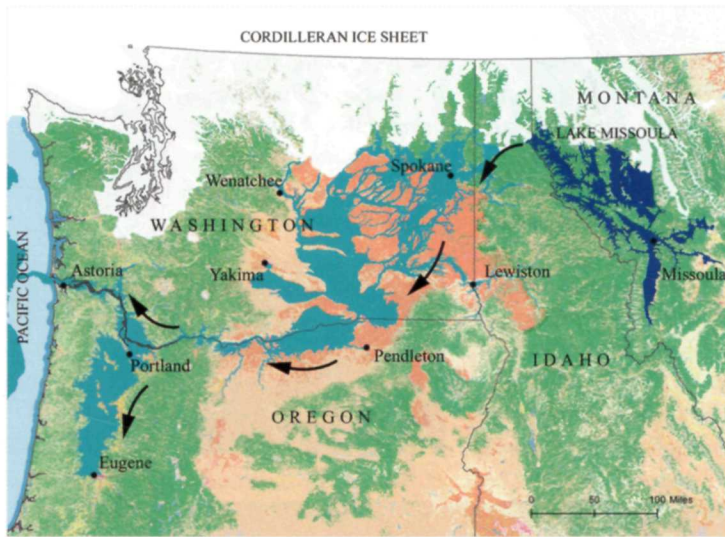 CORDILLERAN ICE SHEET
MONTANA
LAKE MISSOULA
Spokane
Wenatchee
WASHINGTON
Missoula
Yakima
Lewiston
Astoria
PACIFIC OCEAN
Portland
Pendleton
IDAHO
OREGON
Eugene
0 50 100 Miles